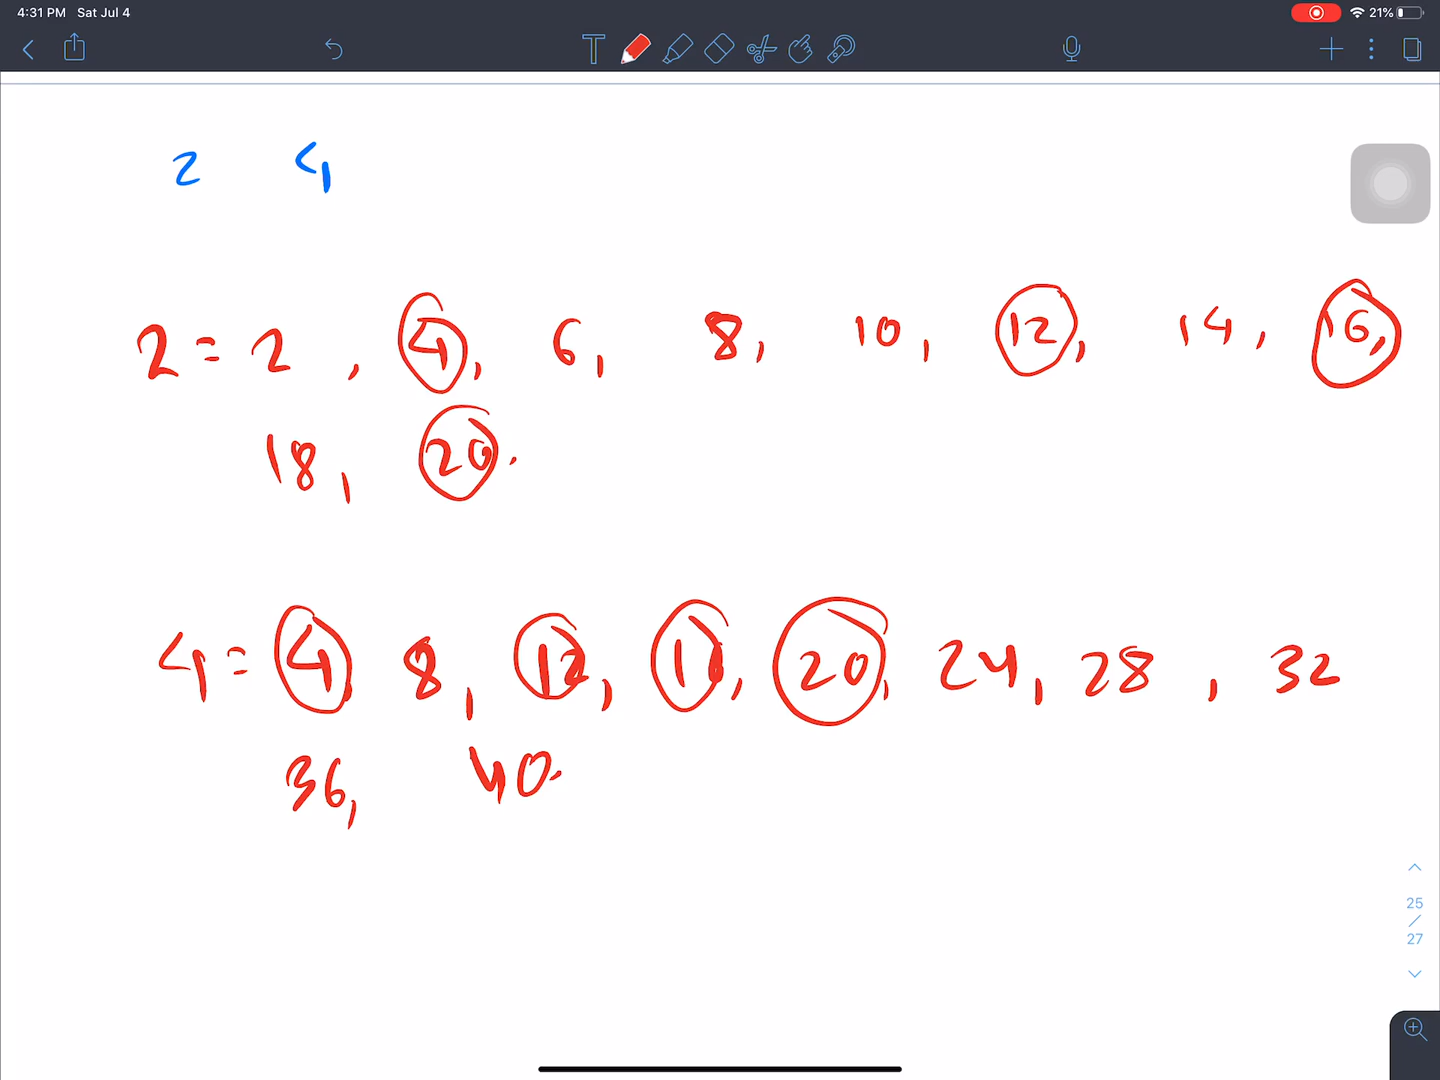 4:31 PM Sat Jul 4
21%
2 4
2 = 2 , 4, 6, 8, 10, 12, 14, 16,
18, 20.
4 = 4, 8, 12, , 20, 24, 28, 32
36, 40.
25
/
27